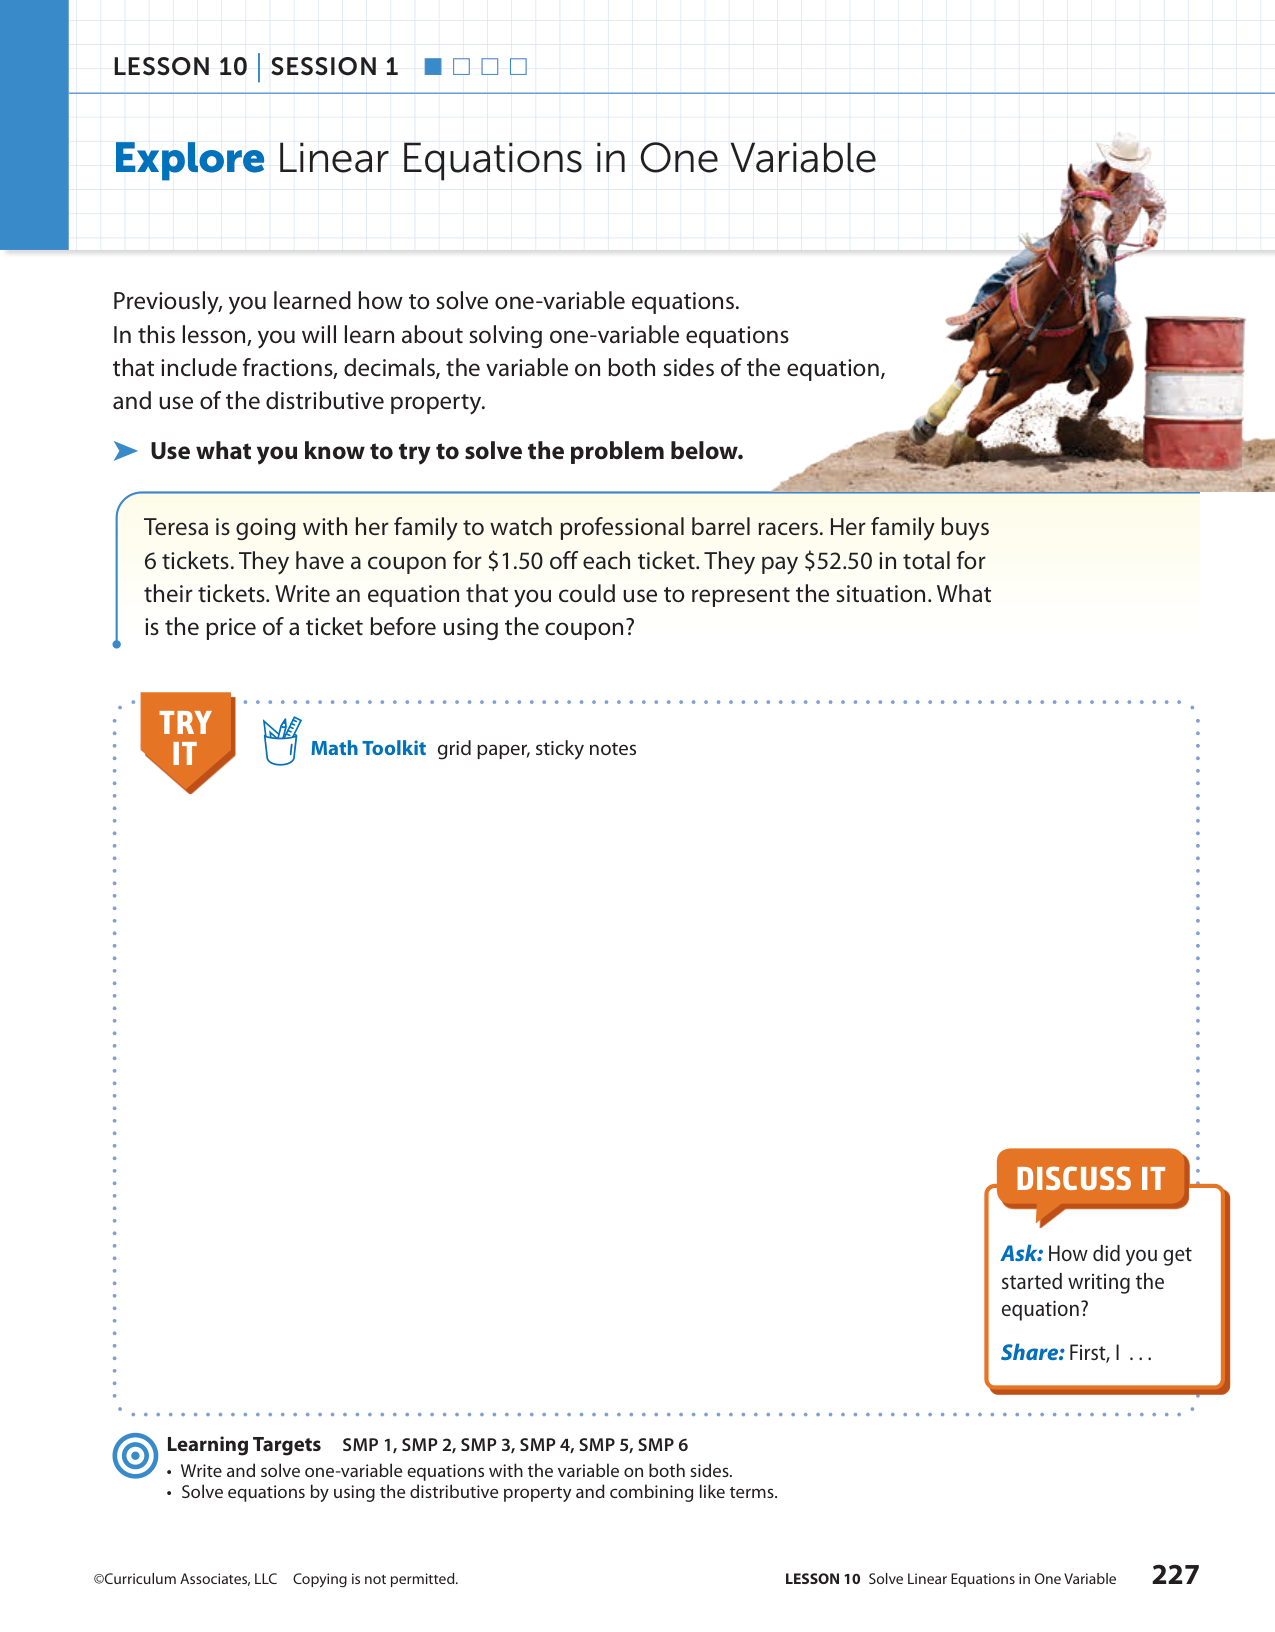 LESSON 10 | SESSION 1
Explore Linear Equations in One Variable
Previously, you learned how to solve one-variable equations.
In this lesson, you will learn about solving one-variable equations
that include fractions, decimals, the variable on both sides of the equation,
and use of the distributive property.
Use what you know to try to solve the problem below.
Teresa is going with her family to watch professional barrel racers. Her family buys
6 tickets. They have a coupon for $1.50 off each ticket. They pay $52.50 in total for
their tickets. Write an equation that you could use to represent the situation. What
is the price of a ticket before using the coupon?
TRY
IT
Math Toolkit grid paper, sticky notes
DISCUSS IT
Ask: How did you get
started writing the
equation?
Share: First, I . . .
Learning Targets SMP 1, SMP 2, SMP 3, SMP 4, SMP 5, SMP 6
• Write and solve one-variable equations with the variable on both sides.
• Solve equations by using the distributive property and combining like terms.
©Curriculum Associates, LLC Copying is not permitted.
LESSON 10 Solve Linear Equations in One Variable 227